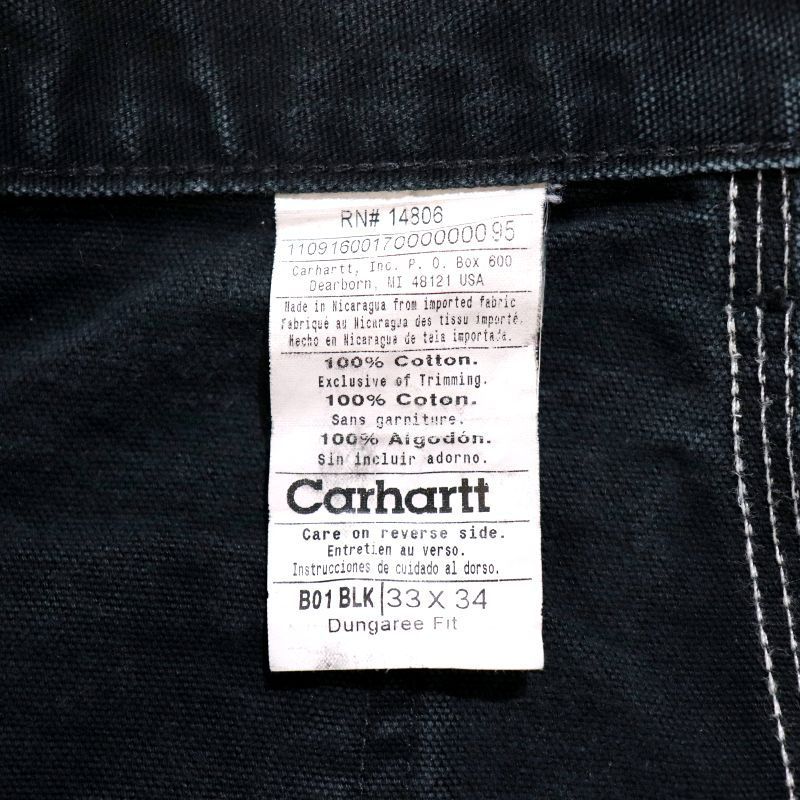 RN# 14806
11091600170000000095
Carhartt, Inc. P. O. Box 600
Dearborn, MI 48121 USA
Made in Nicaragua from imported fabric
Fabriqué au Nicaragua des tissu importé.
Hecho en Nicaragua de tela importada.
100% Cotton.
Exclusive of Trimming.
100% Coton.
Sans garniture.
100% Algodón.
Sin incluir adorno.
Carhartt
Care on reverse side.
Entretien au verso.
Instrucciones de cuidado al dorso.
B01 BLK 33 X 34
Dungaree Fit